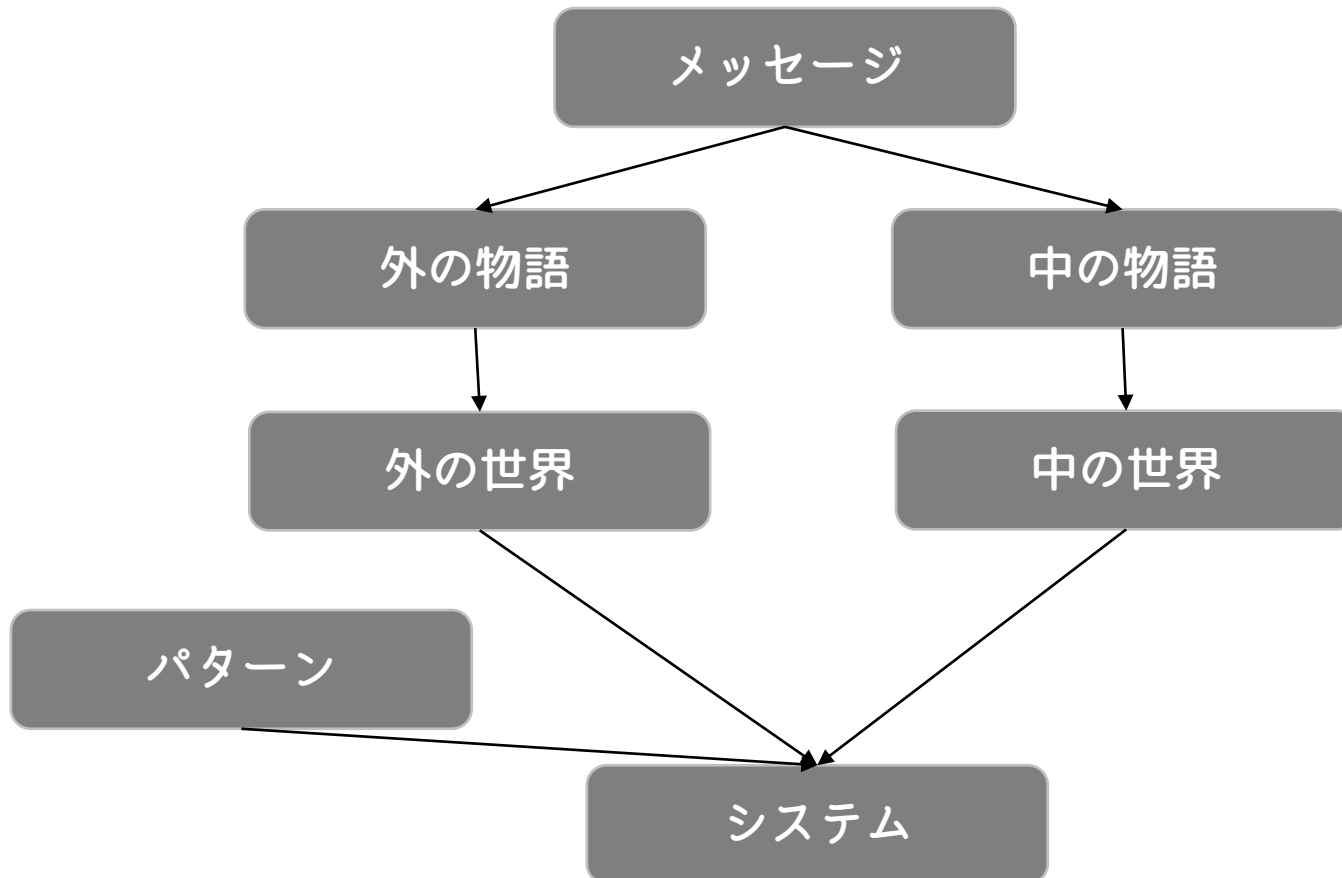 メッセージ
外の物語
中の物語
外の世界
中の世界
パターン
システム